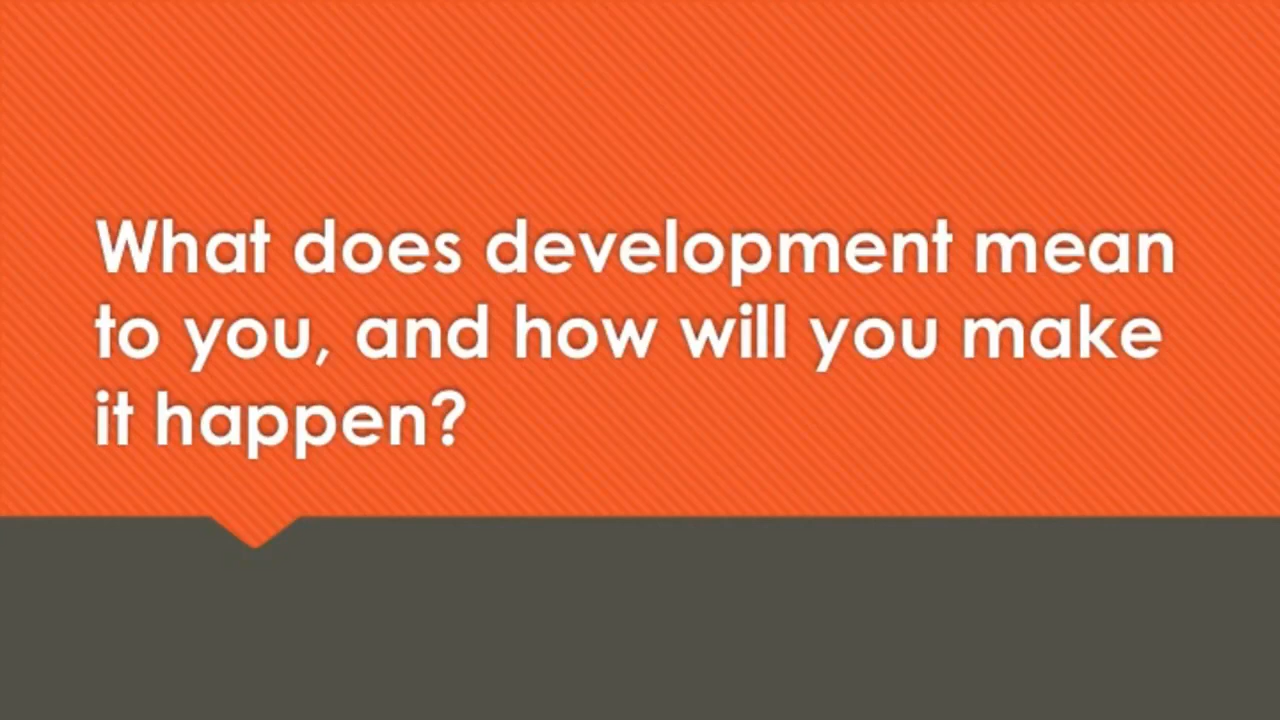 What does development mean
to you, and how will you make
it happen?